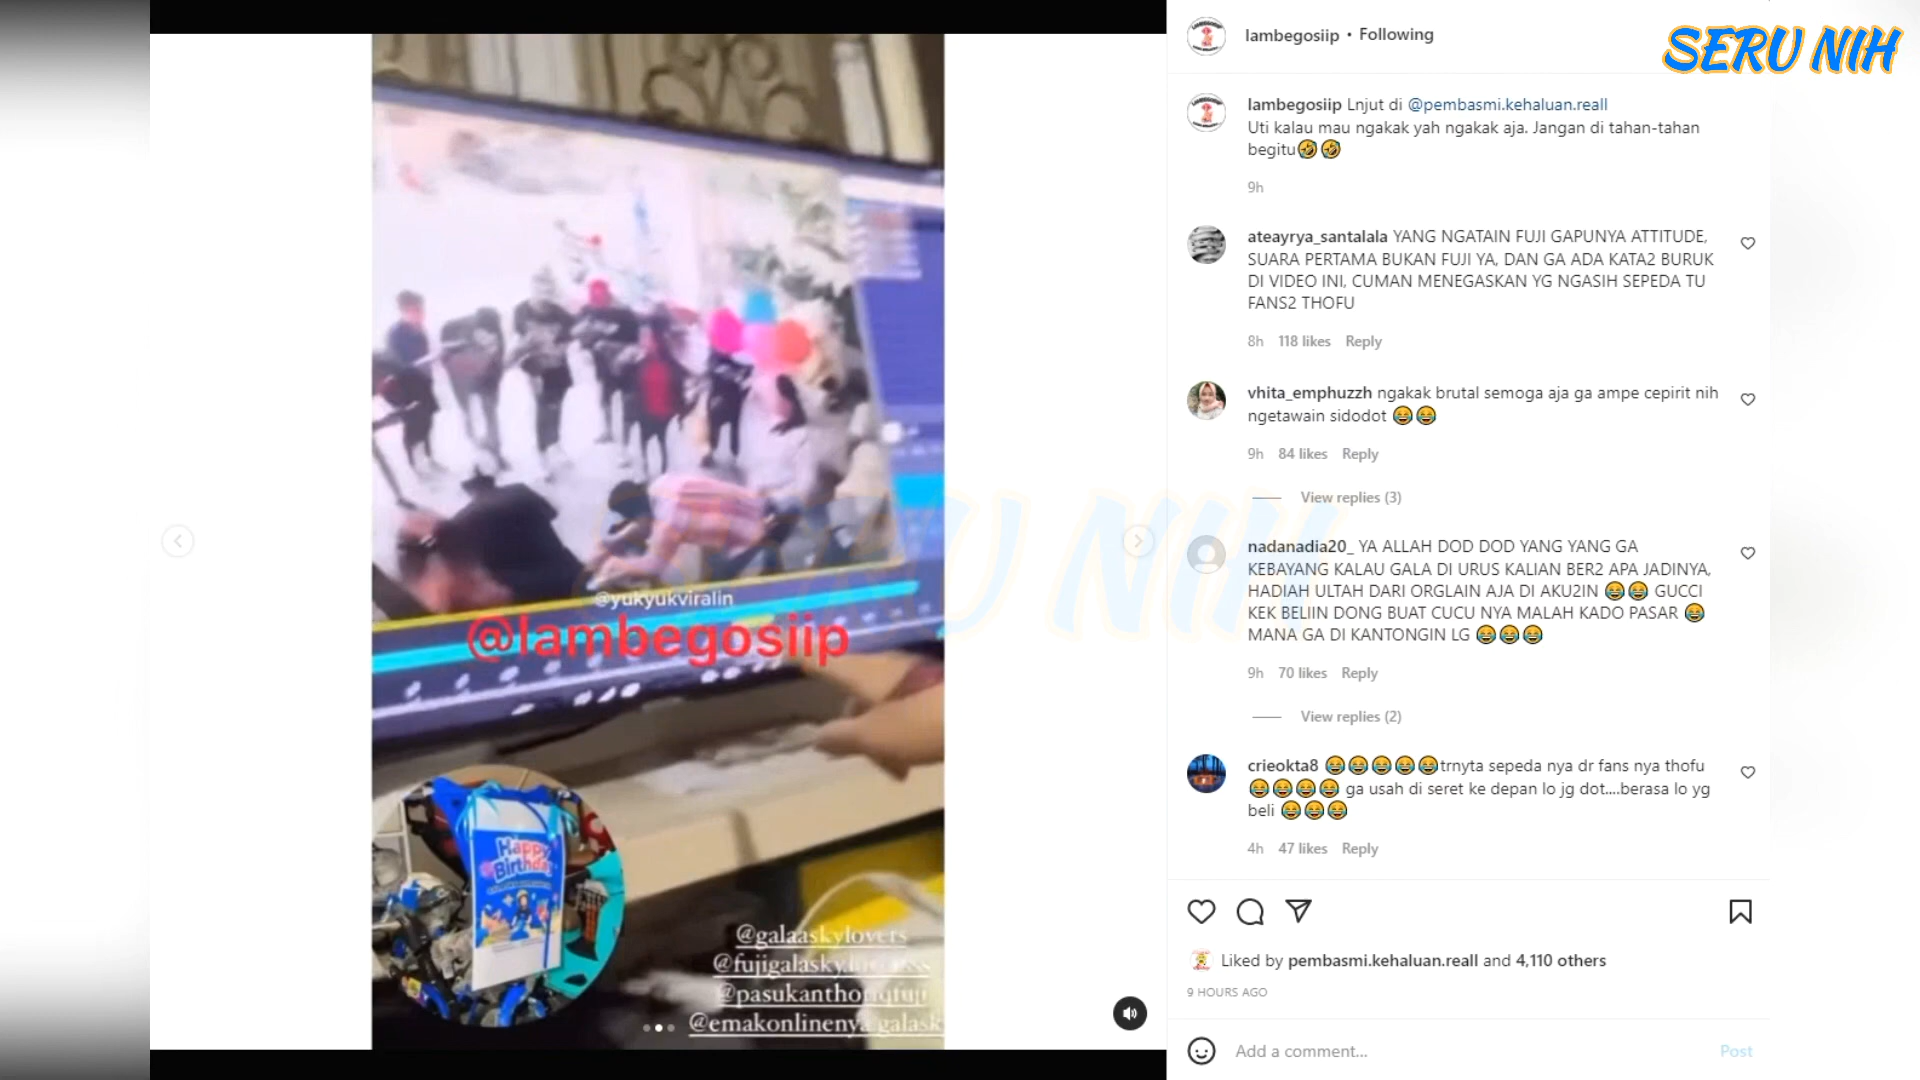 SERU NIH
lambegosiip • Following
lambegosiip Lnjut di @pembasmi.kehaluan.reall
Uti kalau mau ngakak yah ngakak aja. Jangan di tahan-tahan
begitu🤣🤣
9h
ateayrya_santalala YANG NGATAIN FUJI GAPUNYA ATTITUDE,
SUARA PERTAMA BUKAN FUJI YA, DAN GA ADA KATA2 BURUK
DI VIDEO INI, CUMAN MENEGASKAN YG NGASIH SEPEDA TU
FANS2 THOFU
8h 118 likes Reply
vhita_emphuzzh ngakak brutal semoga aja ga ampe cepirit nih
ngetawain sidodot 😂😂
9h 84 likes Reply
View replies (3)
nadanadia20_ YA ALLAH DOD DOD YANG YANG GA
KEBAYANG KALAU GALA DI URUS KALIAN BER2 APA JADINYA,
HADIAH ULTAH DARI ORGLAIN AJA DI AKU2IN 😂😂 GUCCI
KEK BELIIN DONG BUAT CUCU NYA MALAH KADO PASAR 😂
MANA GA DI KANTONGIN LG 😂😂😂
9h 70 likes Reply
View replies (2)
crieokta8 😂😂😂😂😂trnyta sepeda nya dr fans nya thofu
😂😂😂😂 ga usah di seret ke depan lo jg dot....berasa lo yg
beli 😂😂😂
4h 47 likes Reply
Liked by pembasmi.kehaluan.reall and 4,110 others
9 HOURS AGO
Add a comment...
Post
@yukyukviralin
@lambegosiip
SERU NIH
Happy
Birthday
@galaaskylovers
@pasukanthoriqfuji
@emakonlinenya galask